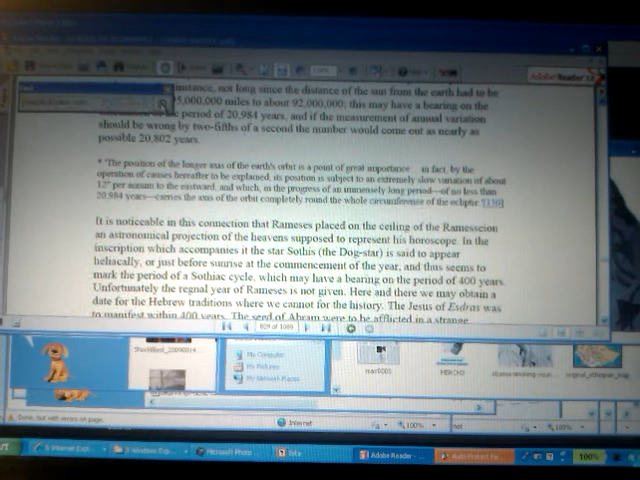 Adobe Reader
instance, not long since the distance of the sun from the earth had to be
5,000,000 miles to about 92,000,000; this may have a bearing on the
period of 20,984 years, and if the measurement of annual variation
should be wrong by two-fifths of a second the number would come out as nearly as
possible 20,802 years.
* 'The position of the longer axis of the earth's orbit is a point of great importance in fact, by the
operation of causes hereafter to be explained, its position is subject to an extremely slow variation of about
12" per annum to the eastward, and which, in the progress of an immensely long period—of no less than
20,984 years—carries the axis of the orbit completely round the whole circumference of the ecliptic.'[130]
It is noticeable in this connection that Rameses placed on the ceiling of the Ramesseion
an astronomical projection of the heavens supposed to represent his horoscope. In the
inscription which accompanies it the star Sothis (the Dog-star) is said to appear
heliacally, or just before sunrise at the commencement of the year, and thus seems to
mark the period of a Sothiac cycle, which may have a bearing on the period of 400 years.
Unfortunately the regnal year of Rameses is not given. Here and there we may obtain a
date for the Hebrew traditions where we cannot for the history. The Jesus of Esdras was
to manifest within 400 years. The seed of Abram were to be afflicted in a strange
of 1089
My Computer
My Pictures
My Network Places
original_ethiopian_map
Done, but with errors on page.
Internet
100%
not
100%
5 Internet Expl...
5 Windows Exp...
Microsoft Photo ...
Adobe Reader - ...
100%